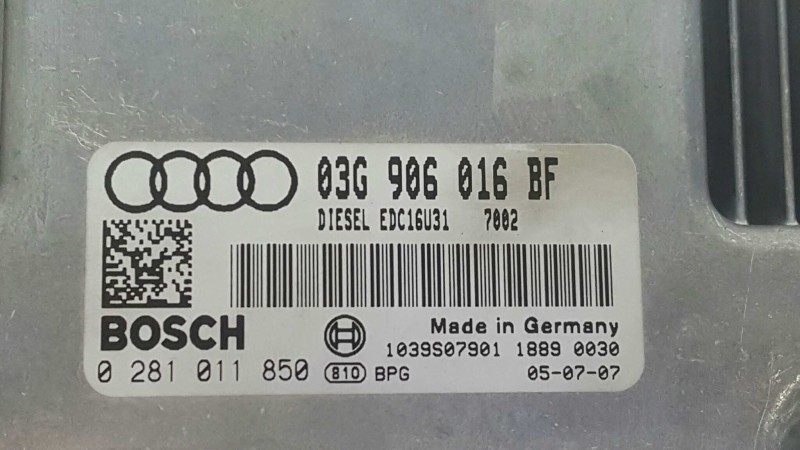 03G 906 016 BF
DIESEL EDC16U31 7002
BOSCH
Made in Germany
1039S07901 1889 0030
0 281 011 850 810 BPG 05-07-07